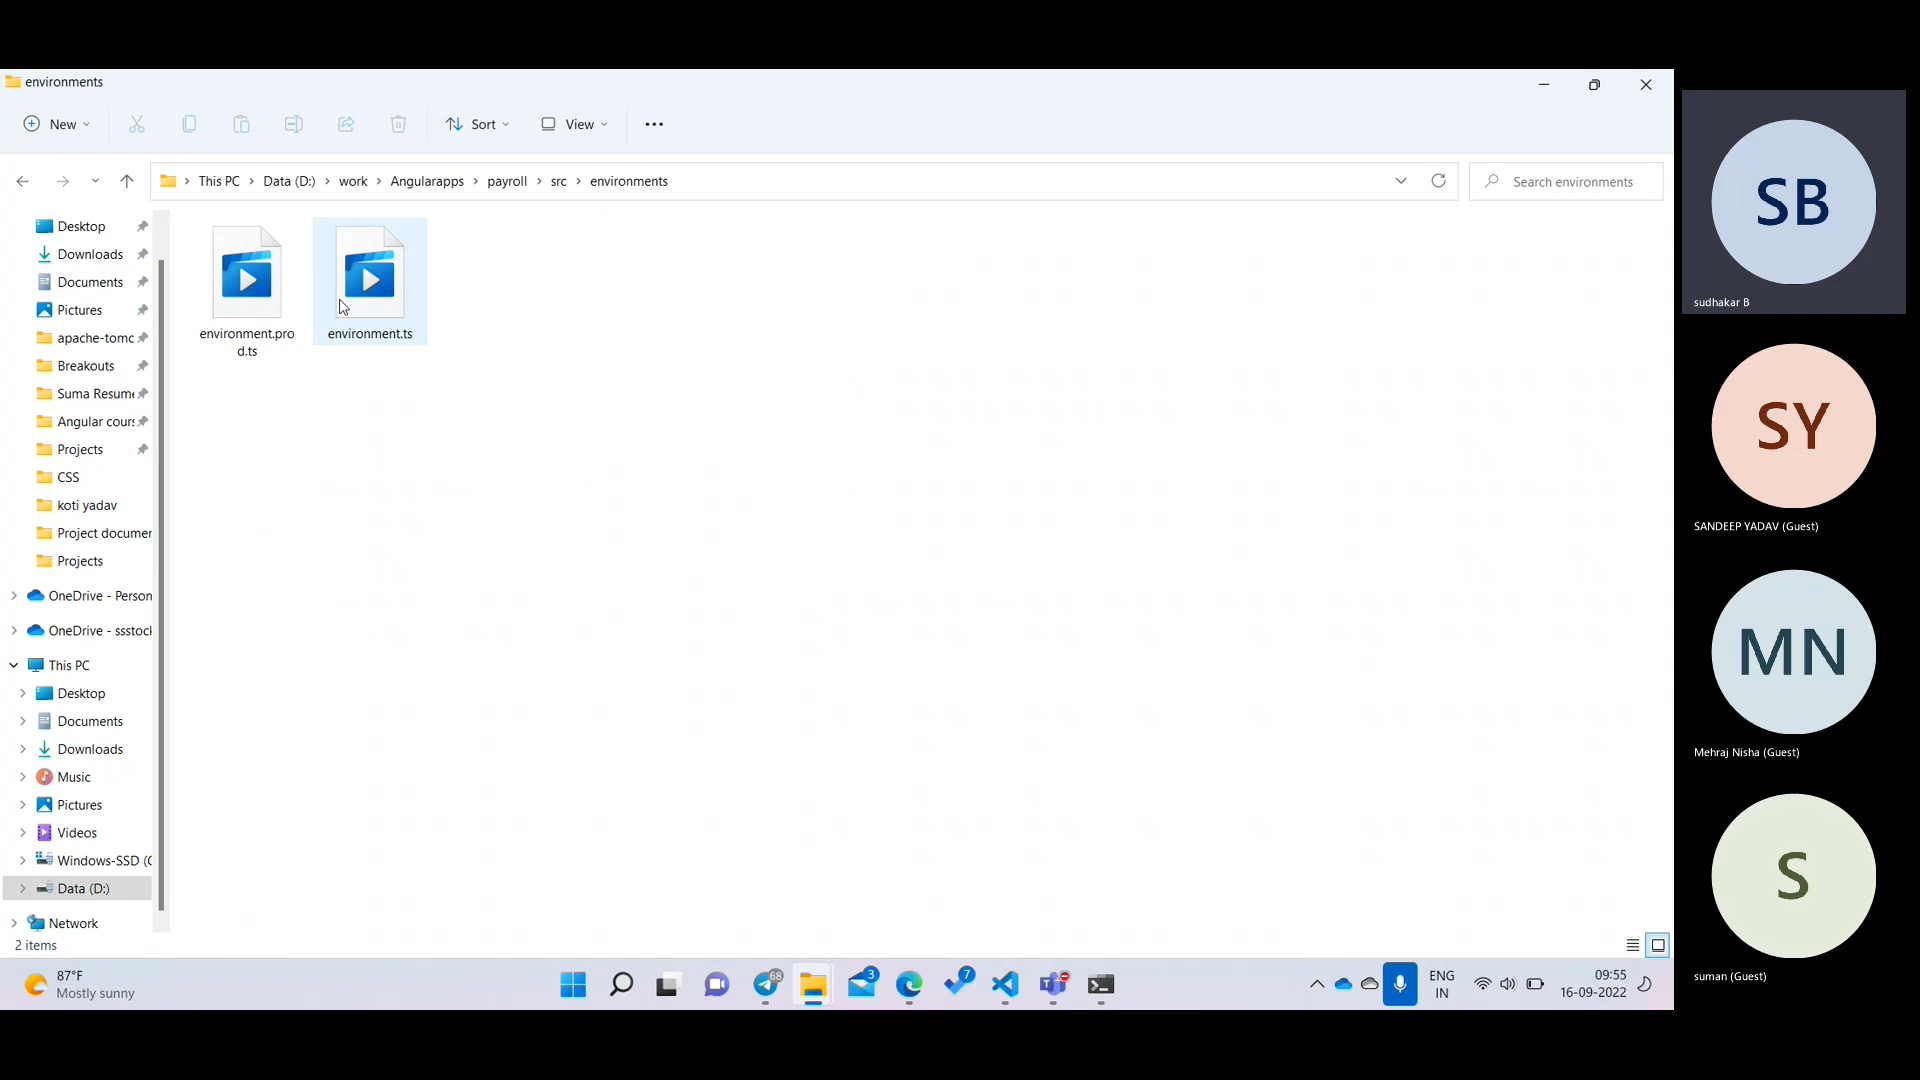 environments
New
Sort
View
This PC
Data (D:)
work
Angularapps
payroll
src
environments
Search environments
Desktop
Downloads
Documents
Pictures
apache-tomc
Breakouts
Suma Resume
Angular cours
Projects
CSS
koti yadav
Project documen
Projects
OneDrive - Person
OneDrive - ssstock
This PC
Desktop
Documents
Downloads
Music
Pictures
Videos
Windows-SSD (C
Data (D:)
Network
2 items
environment.pro
d.ts
environment.ts
87°F
Mostly sunny
68
3
7
ENG
IN
09:55
16-09-2022
SB
sudhakar B
SY
SANDEEP YADAV (Guest)
MN
Mehraj Nisha (Guest)
S
suman (Guest)